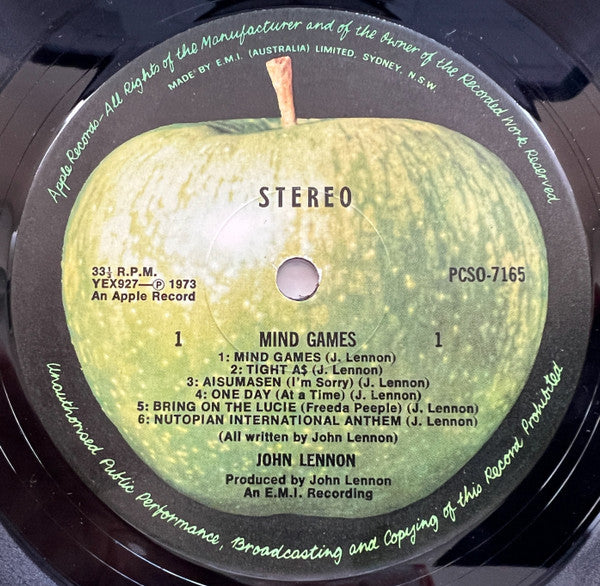 Apple Records—All Rights of the Manufacturer and of the Owner of the Recorded Work Reserved
MADE BY E.M.I. (AUSTRALIA) LIMITED, SYDNEY, N.S.W.
STEREO
33⅓ R.P.M.
YEX927—Ⓟ 1973
An Apple Record
PCSO-7165
1 MIND GAMES 1
1: MIND GAMES (J. Lennon)
2: TIGHT A$ (J. Lennon)
3: AISUMASEN (I'm Sorry) (J. Lennon)
4: ONE DAY (At a Time) (J. Lennon)
5: BRING ON THE LUCIE (Freeda Peeple) (J. Lennon)
6: NUTOPIAN INTERNATIONAL ANTHEM (J. Lennon)
(All written by John Lennon)
JOHN LENNON
Produced by John Lennon
An E.M.I. Recording
Unauthorised Public Performance, Broadcasting and Copying of this Record Prohibited